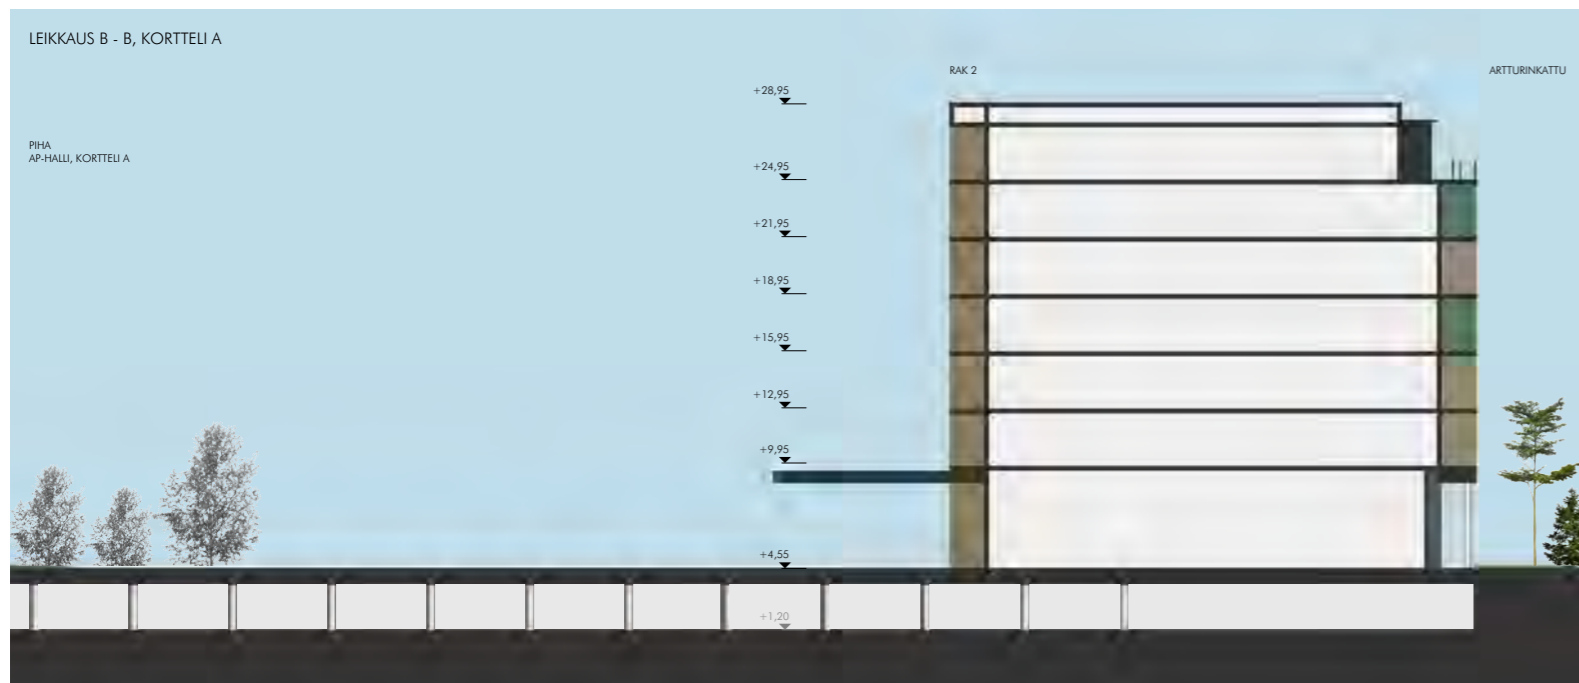 LEIKKAUS B - B, KORTTELI A
RAK 2
ARTTURINKATTU
+28,95
PIHA
AP-HALLI, KORTTELI A
+24,95
+21,95
+18,95
+15,95
+12,95
+9,95
+4,55
+1,20